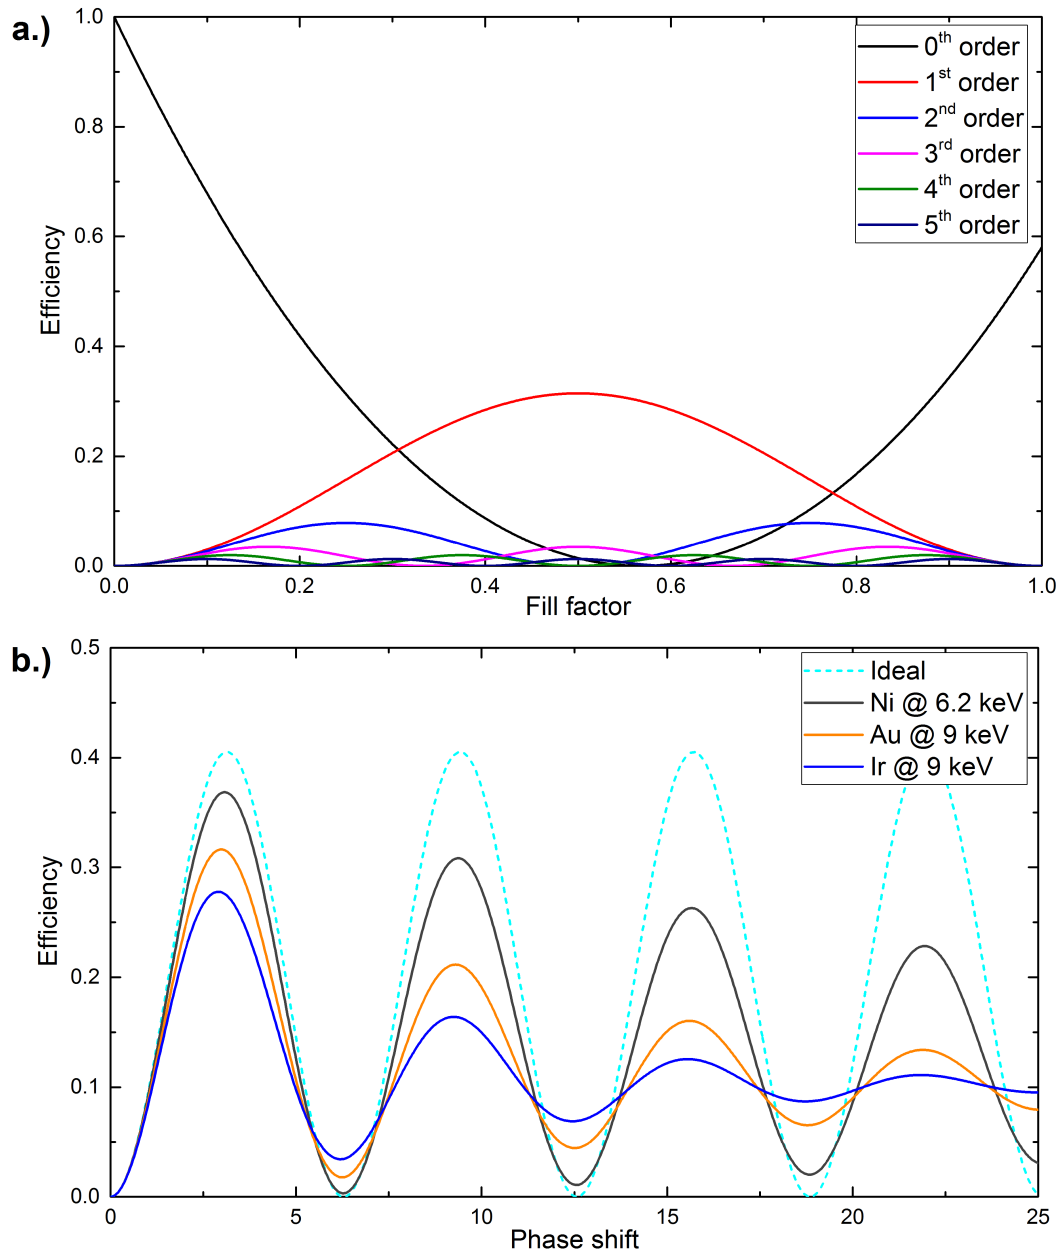 a.)
1.0
0.8
0.6
0.4
0.2
0.0
Efficiency
0th order
1st order
2nd order
3rd order
4th order
5th order
0.0 0.2 0.4 0.6 0.8 1.0
Fill factor
b.)
0.5
0.4
0.3
0.2
0.1
0.0
Efficiency
Ideal
Ni @ 6.2 keV
Au @ 9 keV
Ir @ 9 keV
0 5 10 15 20 25
Phase shift